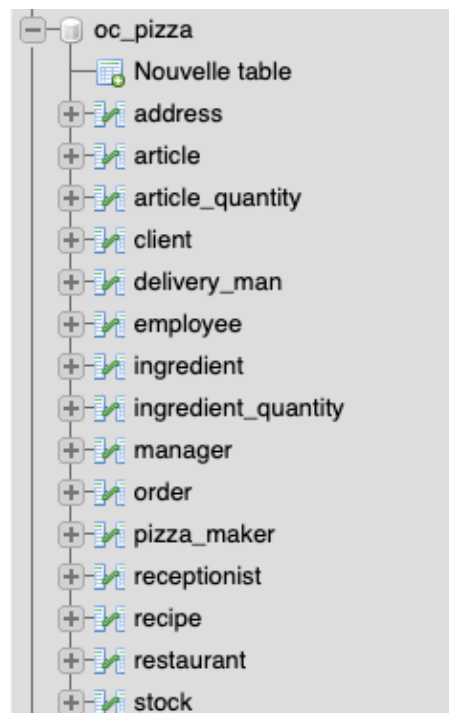 oc_pizza
Nouvelle table
address
article
article_quantity
client
delivery_man
employee
ingredient
ingredient_quantity
manager
order
pizza_maker
receptionist
recipe
restaurant
stock